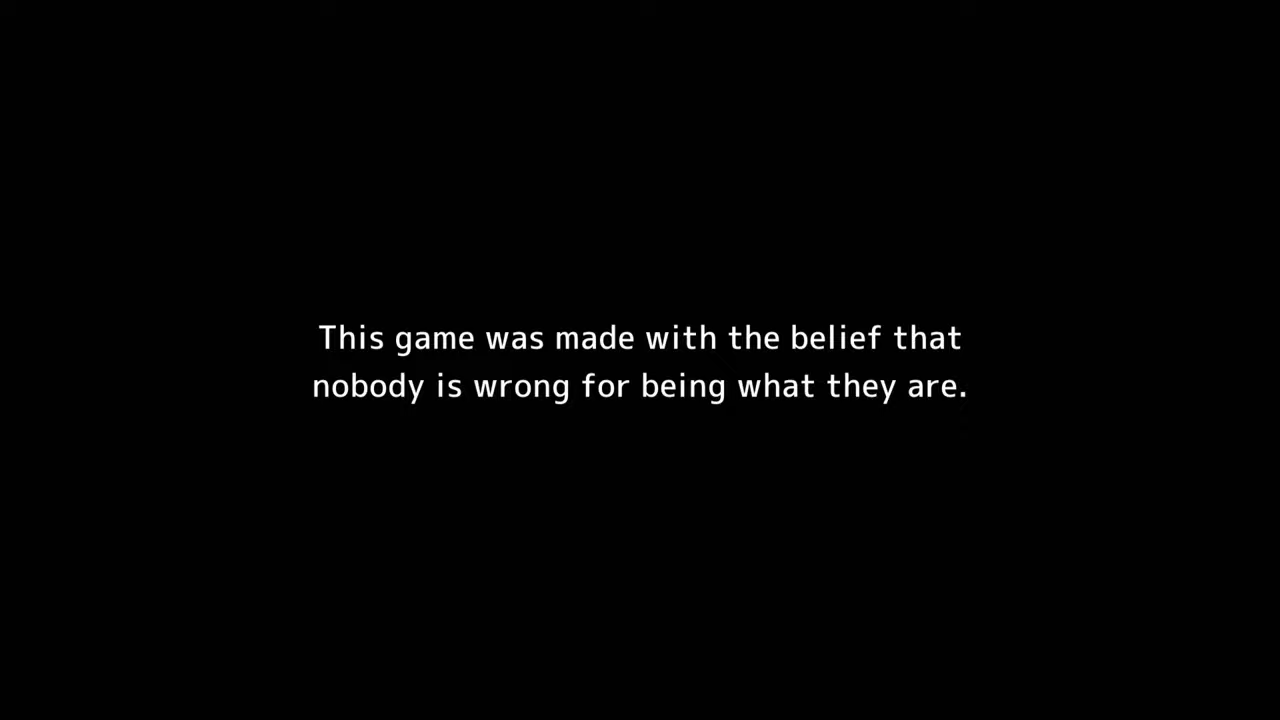 This game was made with the belief that
nobody is wrong for being what they are.